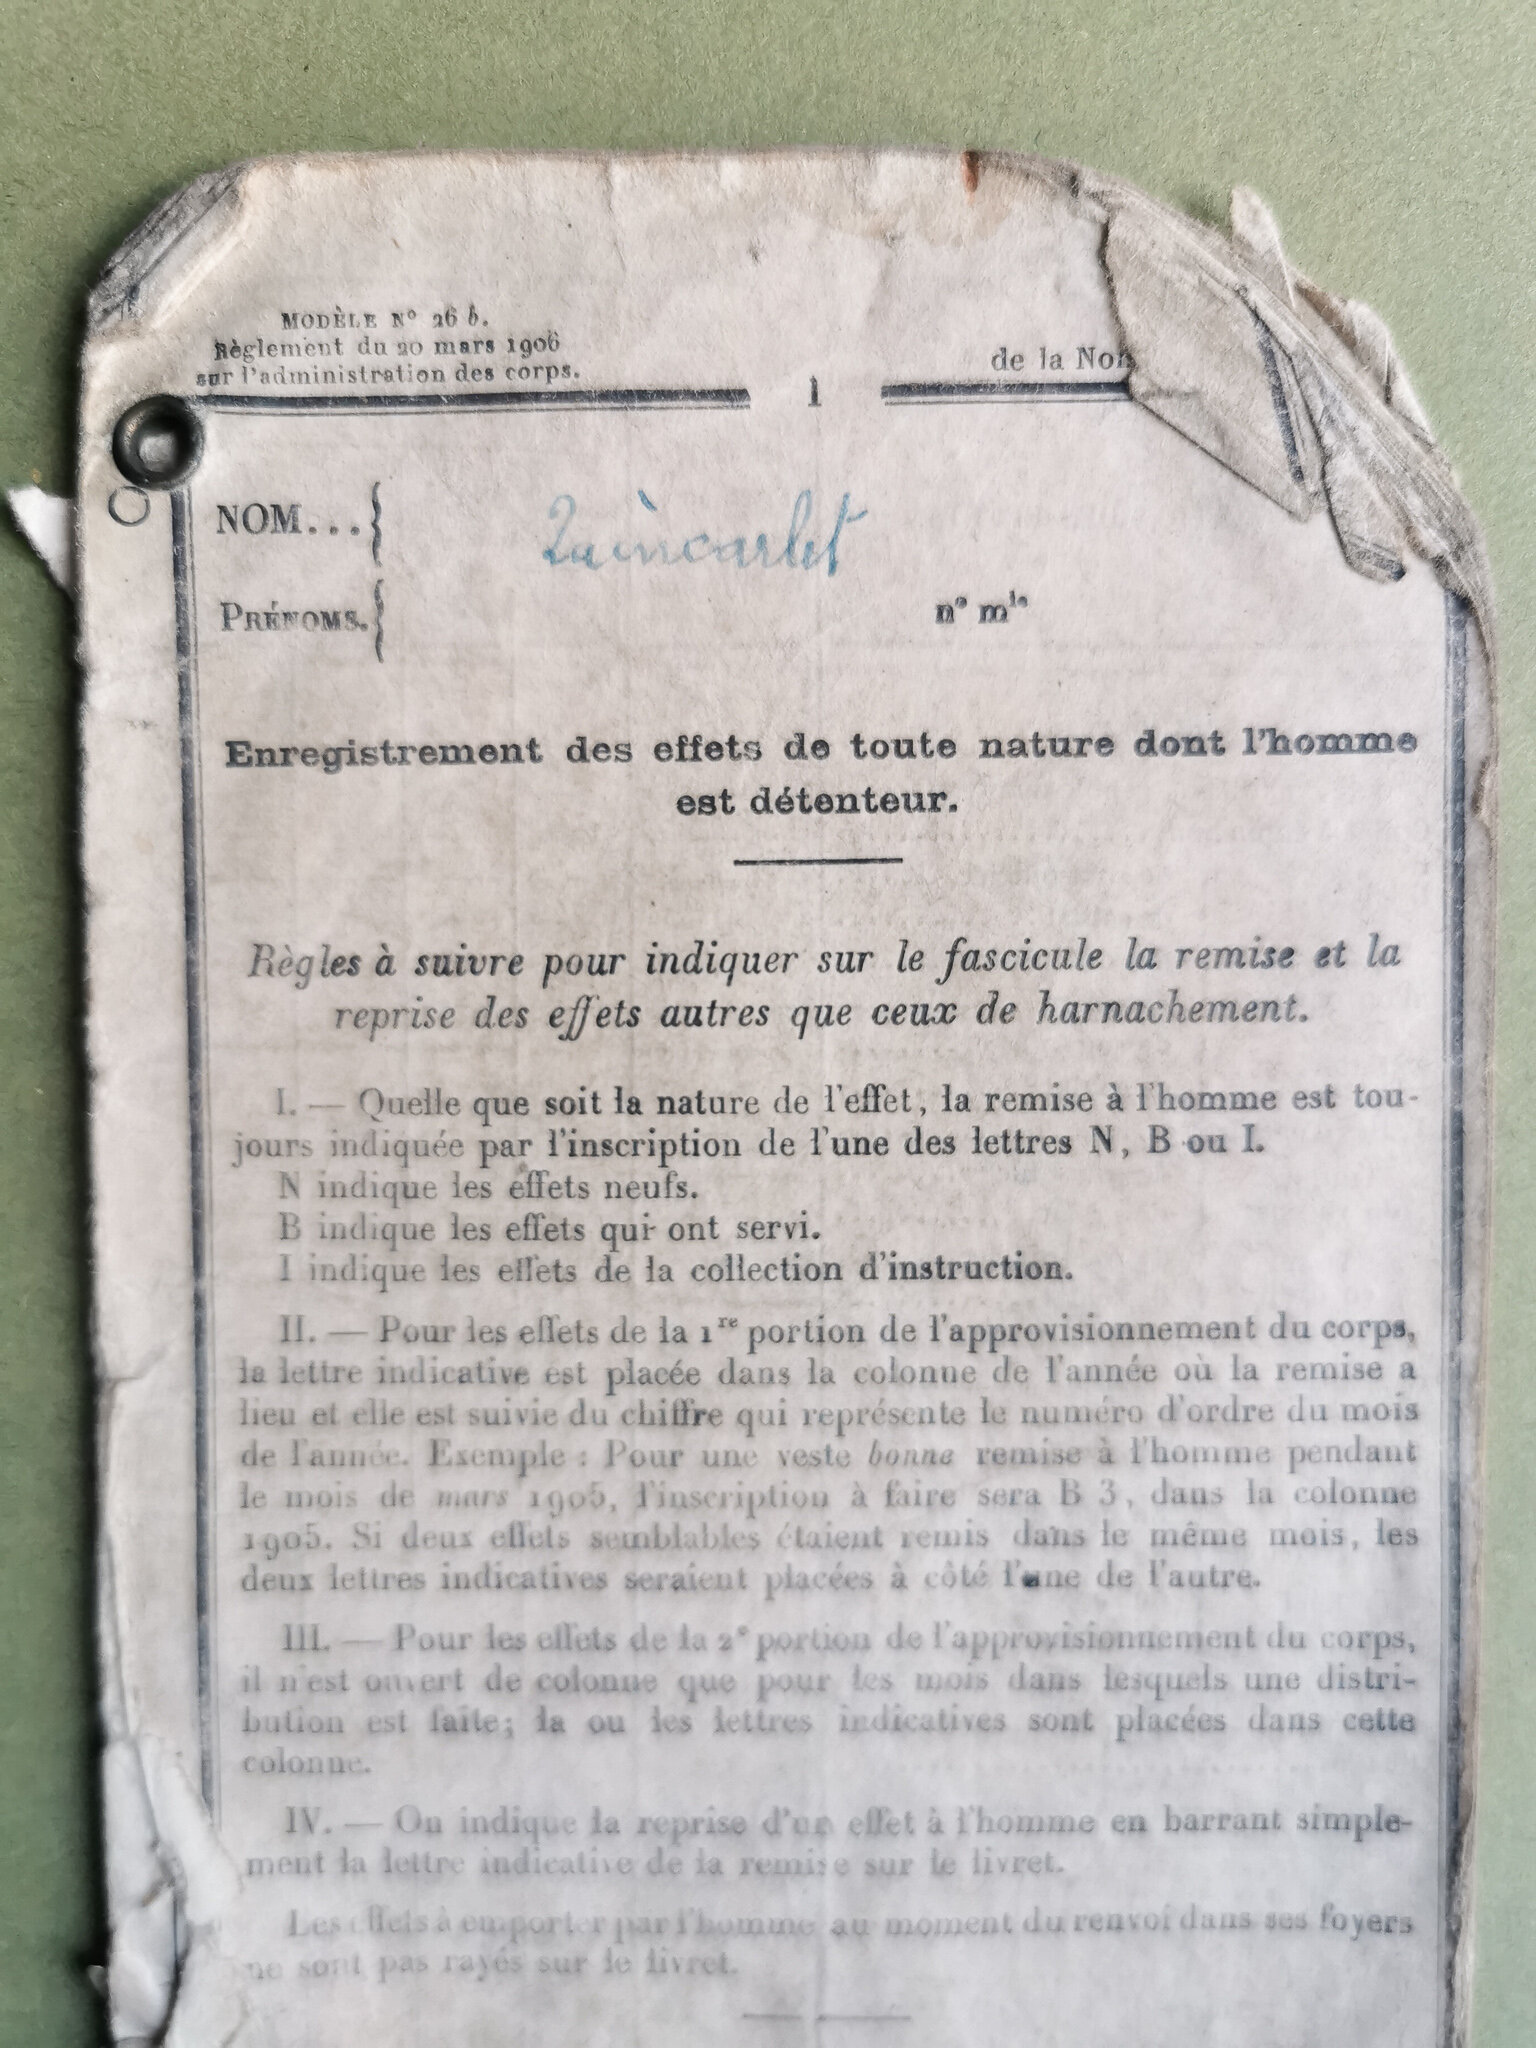 MODÈLE N° 26 b.
Règlement du 20 mars 1906
sur l'administration des corps.
de la
1
NOM...{
PRÉNOMS.{
n° mle
Enregistrement des effets de toute nature dont l'homme
est détenteur.
Règles à suivre pour indiquer sur le fascicule la remise et la
reprise des effets autres que ceux de harnachement.
I. — Quelle que soit la nature de l'effet, la remise à l'homme est tou-
jours indiquée par l'inscription de l'une des lettres N, B ou I.
N indique les effets neufs.
B indique les effets qui ont servi.
I indique les effets de la collection d'instruction.
II. — Pour les effets de la 1re portion de l'approvisionnement du corps,
la lettre indicative est placée dans la colonne de l'année où la remise a
lieu et elle est suivie du chiffre qui représente le numéro d'ordre du mois
de l'année. Exemple : Pour une veste bonne remise à l'homme pendant
le mois de mars 1905, l'inscription à faire sera B 3, dans la colonne
1905. Si deux effets semblables étaient remis dans le même mois, les
deux lettres indicatives seraient placées à côté l'une de l'autre.
III. — Pour les effets de la 2e portion de l'approvisionnement du corps,
il n'est ouvert de colonne que pour les mois dans lesquels une distri-
bution est faite; la ou les lettres indicatives sont placées dans cette
colonne.
IV. — On indique la reprise d'un effet à l'homme en barrant simple-
ment la lettre indicative de la remise sur le livret.
Les effets à emporter par l'homme au moment du renvoi dans ses foyers
ne sont pas rayés sur le livret.